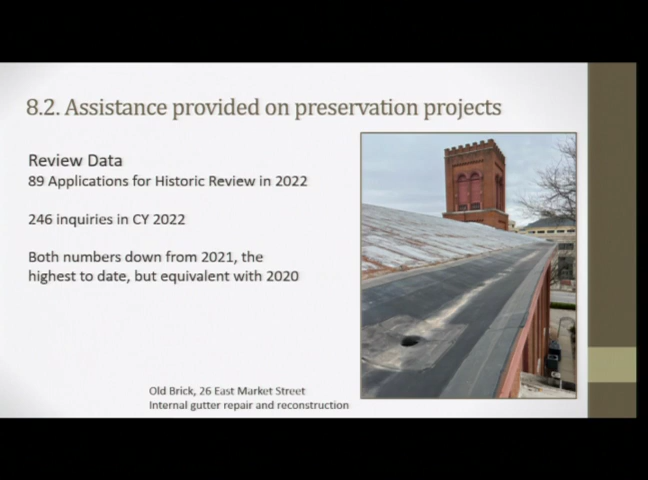 8.2. Assistance provided on preservation projects
Review Data
89 Applications for Historic Review in 2022
246 inquiries in CY 2022
Both numbers down from 2021, the
highest to date, but equivalent with 2020
Old Brick, 26 East Market Street
Internal gutter repair and reconstruction